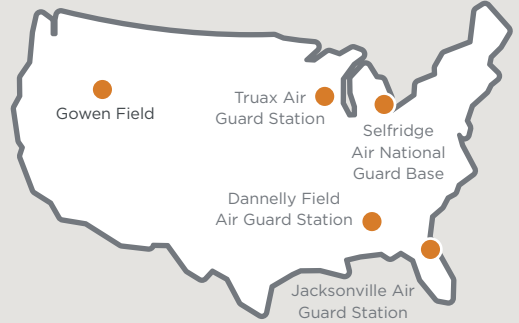 Gowen Field
Truax Air
Guard Station
Selfridge
Air National
Guard Base
Dannelly Field
Air Guard Station
Jacksonville Air
Guard Station